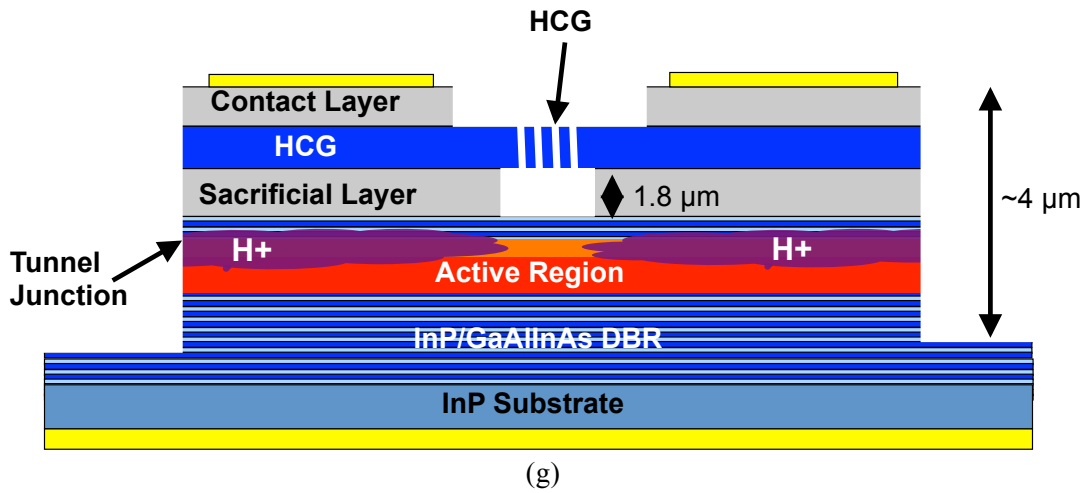 HCG
Contact Layer
HCG
Sacrificial Layer
1.8 µm
~4 µm
H+
H+
Tunnel
Junction
Active Region
InP/GaAlInAs DBR
InP Substrate
(g)